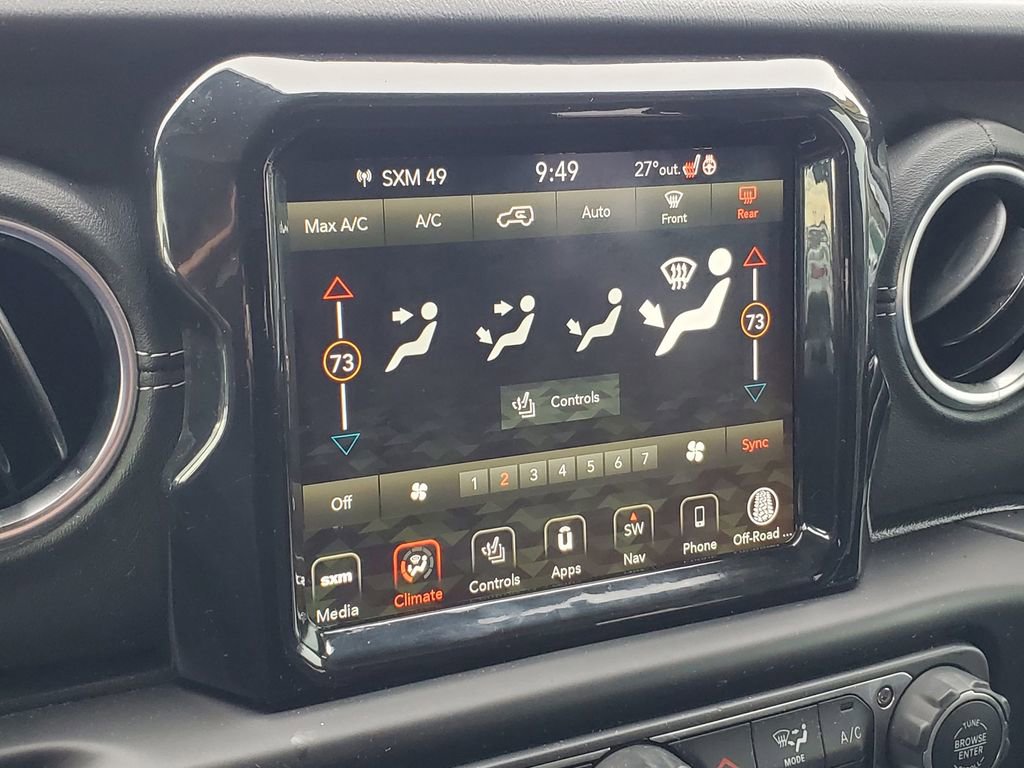 SXM 49 9:49 27° out.
Max A/C A/C Auto Front Rear
73 73
Controls
Off 1 2 3 4 5 6 7 Sync
sxm SW
Media Climate Controls Apps Nav Phone Off-Road ...
MODE A/C
TUNE
BROWSE
ENTER